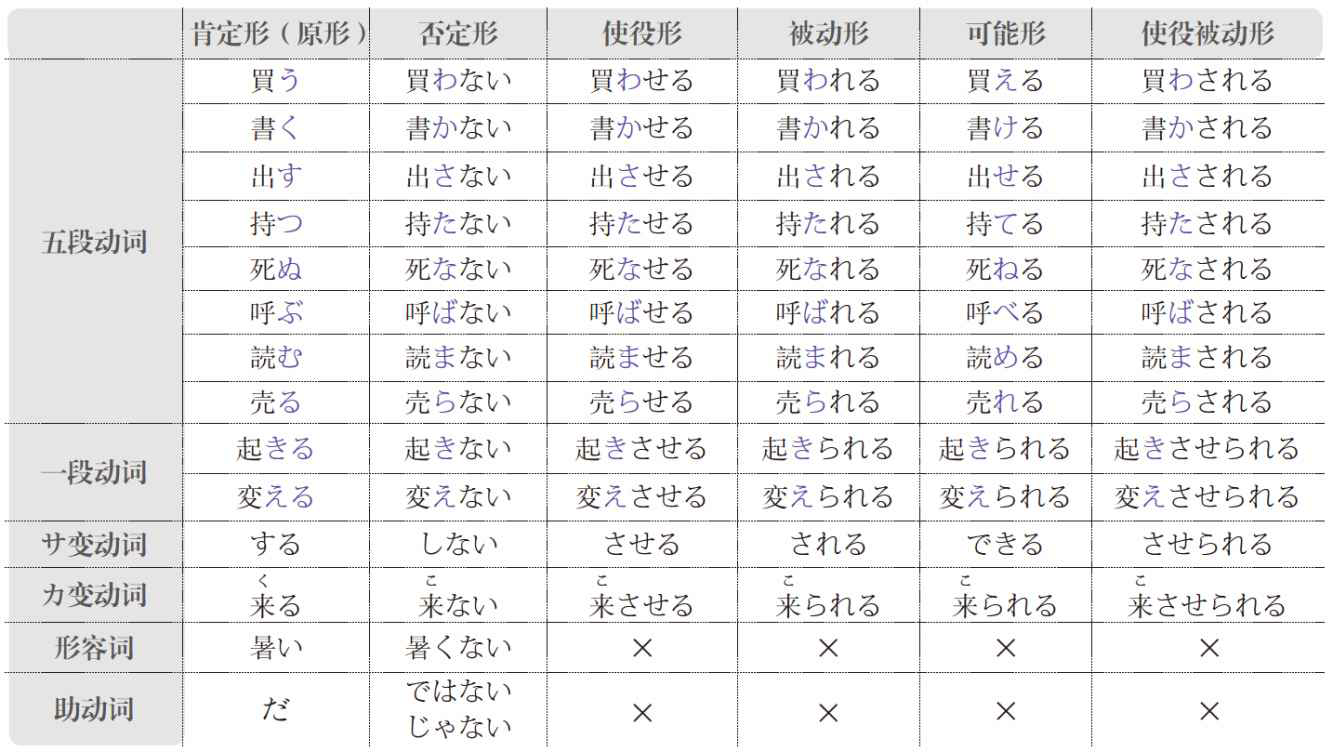 肯定形（原形） 否定形 使役形 被动形 可能形 使役被动形
買う 買わない 買わせる 買われる 買える 買わされる
書く 書かない 書かせる 書かれる 書ける 書かされる
出す 出さない 出させる 出される 出せる 出さされる
持つ 持たない 持たせる 持たれる 持てる 持たされる
五段动词
死ぬ 死なない 死なせる 死なれる 死ねる 死なされる
呼ぶ 呼ばない 呼ばせる 呼ばれる 呼べる 呼ばされる
読む 読まない 読ませる 読まれる 読める 読まされる
売る 売らない 売らせる 売られる 売れる 売らされる
一段动词
起きる 起きない 起きさせる 起きられる 起きられる 起きさせられる
変える 変えない 変えさせる 変えられる 変えられる 変えさせられる
サ变动词 する しない させる される できる させられる
く こ こ こ こ こ
カ变动词 来る 来ない 来させる 来られる 来られる 来させられる
形容词 暑い 暑くない × × × ×
助动词 だ ではない × × × ×
じゃない